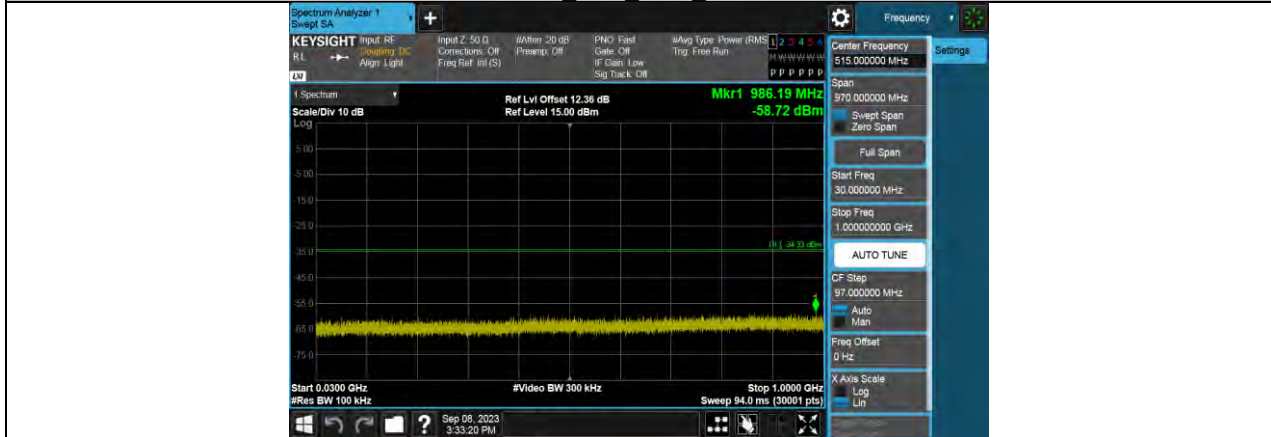 Spectrum Analyzer 1
Swept SA
+
Frequency
KEYSIGHT
RL
Input: RF
Coupling: DC
Align: Light
Input Z: 50 Ω
Corrections: Off
Freq Ref: Int (S)
#Atten: 20 dB
Preamp: Off
PNO: Fast
Gate: Off
IF Gain: Low
Sig Track: Off
#Avg Type: Power (RMS
Trig: Free Run
1 2 3 4 5 6
M W W W W W
P P P P P P
LXI
1 Spectrum
Scale/Div 10 dB
Log
Ref Lvl Offset 12.36 dB
Ref Level 15.00 dBm
Mkr1 986.19 MHz
-58.72 dBm
5.00
-5.00
-15.0
-25.0
-35.0
-45.0
-55.0
-65.0
-75.0
DL1 -34.33 dBm
1
Start 0.0300 GHz
#Res BW 100 kHz
#Video BW 300 kHz
Stop 1.0000 GHz
Sweep 94.0 ms (30001 pts)
Center Frequency
515.000000 MHz
Settings
Span
970.000000 MHz
Swept Span
Zero Span
Full Span
Start Freq
30.000000 MHz
Stop Freq
1.000000000 GHz
AUTO TUNE
CF Step
97.000000 MHz
Auto
Man
Freq Offset
0 Hz
X Axis Scale
Log
Lin
?
Sep 08, 2023
3:33:20 PM